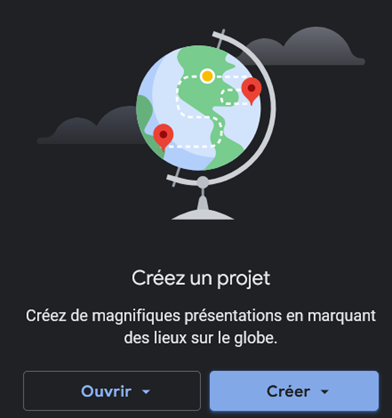 Créez un projet
Créez de magnifiques présentations en marquant
des lieux sur le globe.
Ouvrir
Créer